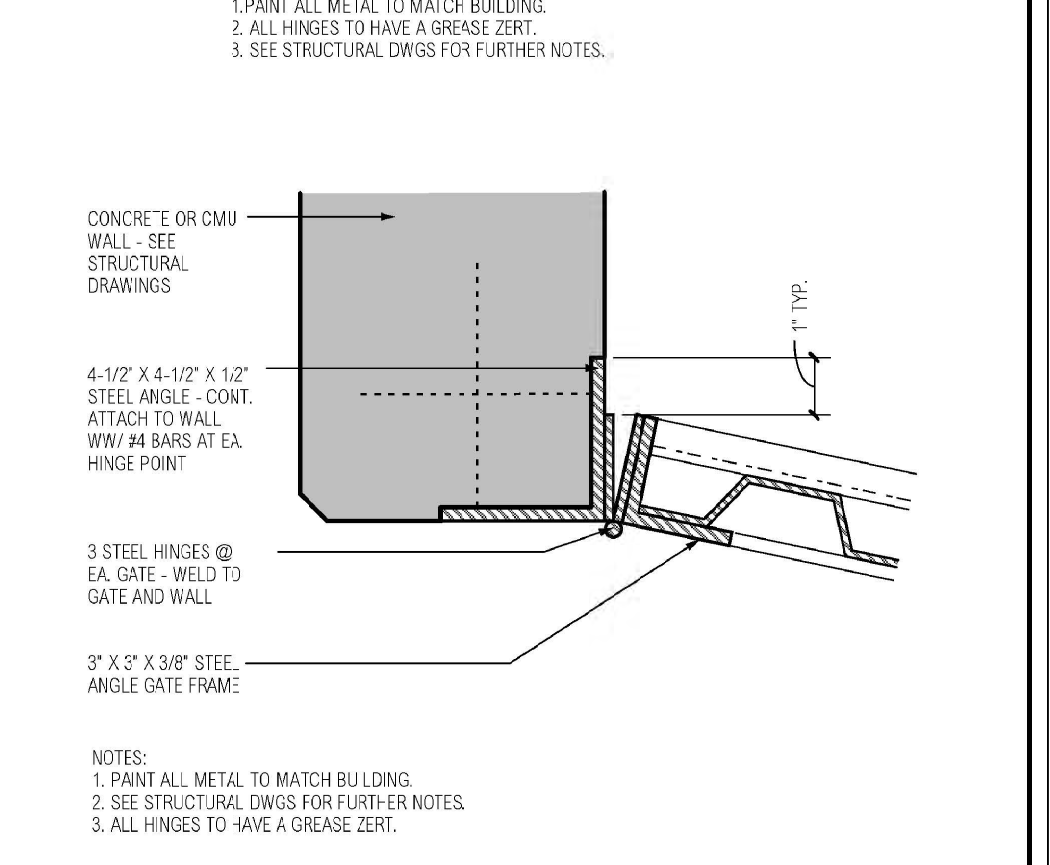 1.PAINT ALL METAL TO MATCH BUILDING.
2. ALL HINGES TO HAVE A GREASE ZERT.
3. SEE STRUCTURAL DWGS FOR FURTHER NOTES.
CONCRETE OR CMU
WALL - SEE
STRUCTURAL
DRAWINGS
1" TYP.
4-1/2" X 4-1/2" X 1/2"
STEEL ANGLE - CONT.
ATTACH TO WALL
WW/ #4 BARS AT EA.
HINGE POINT
3 STEEL HINGES @
EA. GATE - WELD TO
GATE AND WALL
3" X 3" X 3/8" STEEL
ANGLE GATE FRAME
NOTES:
1. PAINT ALL METAL TO MATCH BUILDING.
2. SEE STRUCTURAL DWGS FOR FURTHER NOTES.
3. ALL HINGES TO HAVE A GREASE ZERT.